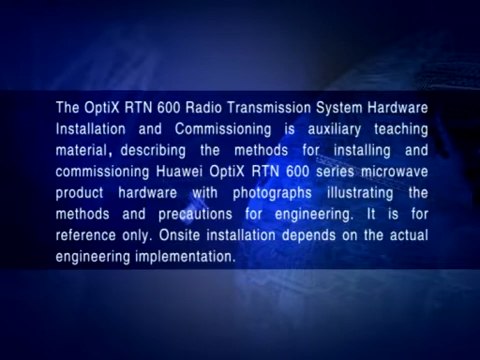 The OptiX RTN 600 Radio Transmission System Hardware
Installation and Commissioning is auxiliary teaching
material, describing the methods for installing and
commissioning Huawei OptiX RTN 600 series microwave
product hardware with photographs illustrating the
methods and precautions for engineering. It is for
reference only. Onsite installation depends on the actual
engineering implementation.